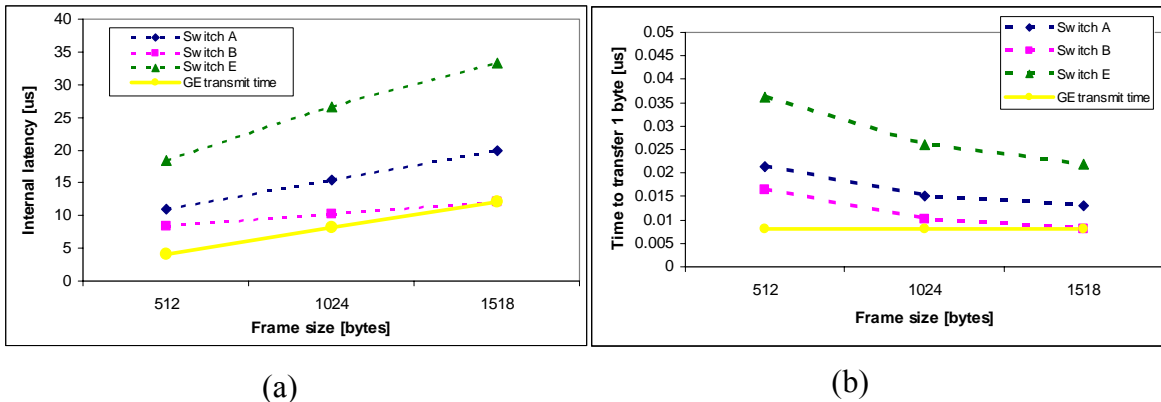 40
35
30
25
20
15
10
5
0
Internal latency [us]
Switch A
Switch B
Switch E
GE transmit time
512 1024 1518
Frame size [bytes]
(a)
0.05
0.045
0.04
0.035
0.03
0.025
0.02
0.015
0.01
0.005
0
Time to transfer 1 byte [us]
Switch A
Switch B
Switch E
GE transmit time
512 1024 1518
Frame size [bytes]
(b)